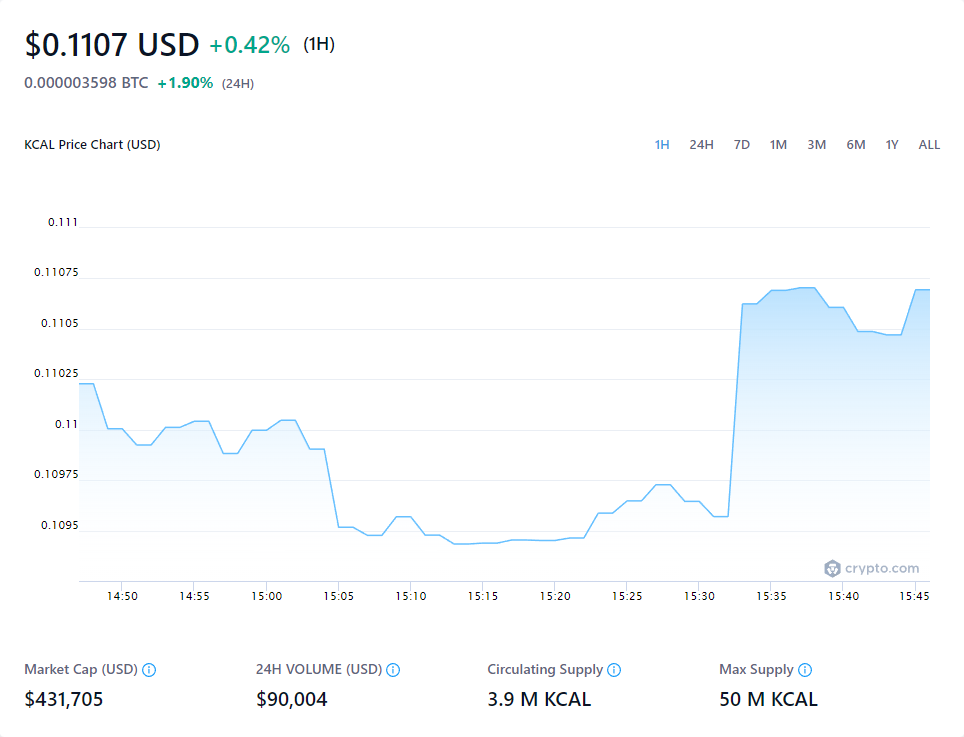 $0.1107 USD +0.42% (1H)
0.000003598 BTC +1.90% (24H)
KCAL Price Chart (USD) 1H 24H 7D 1M 3M 6M 1Y ALL
0.111
0.11075
0.1105
0.11025
0.11
0.10975
0.1095
crypto.com
14:50 14:55 15:00 15:05 15:10 15:15 15:20 15:25 15:30 15:35 15:40 15:45
Market Cap (USD) 24H VOLUME (USD) Circulating Supply Max Supply
$431,705 $90,004 3.9 M KCAL 50 M KCAL